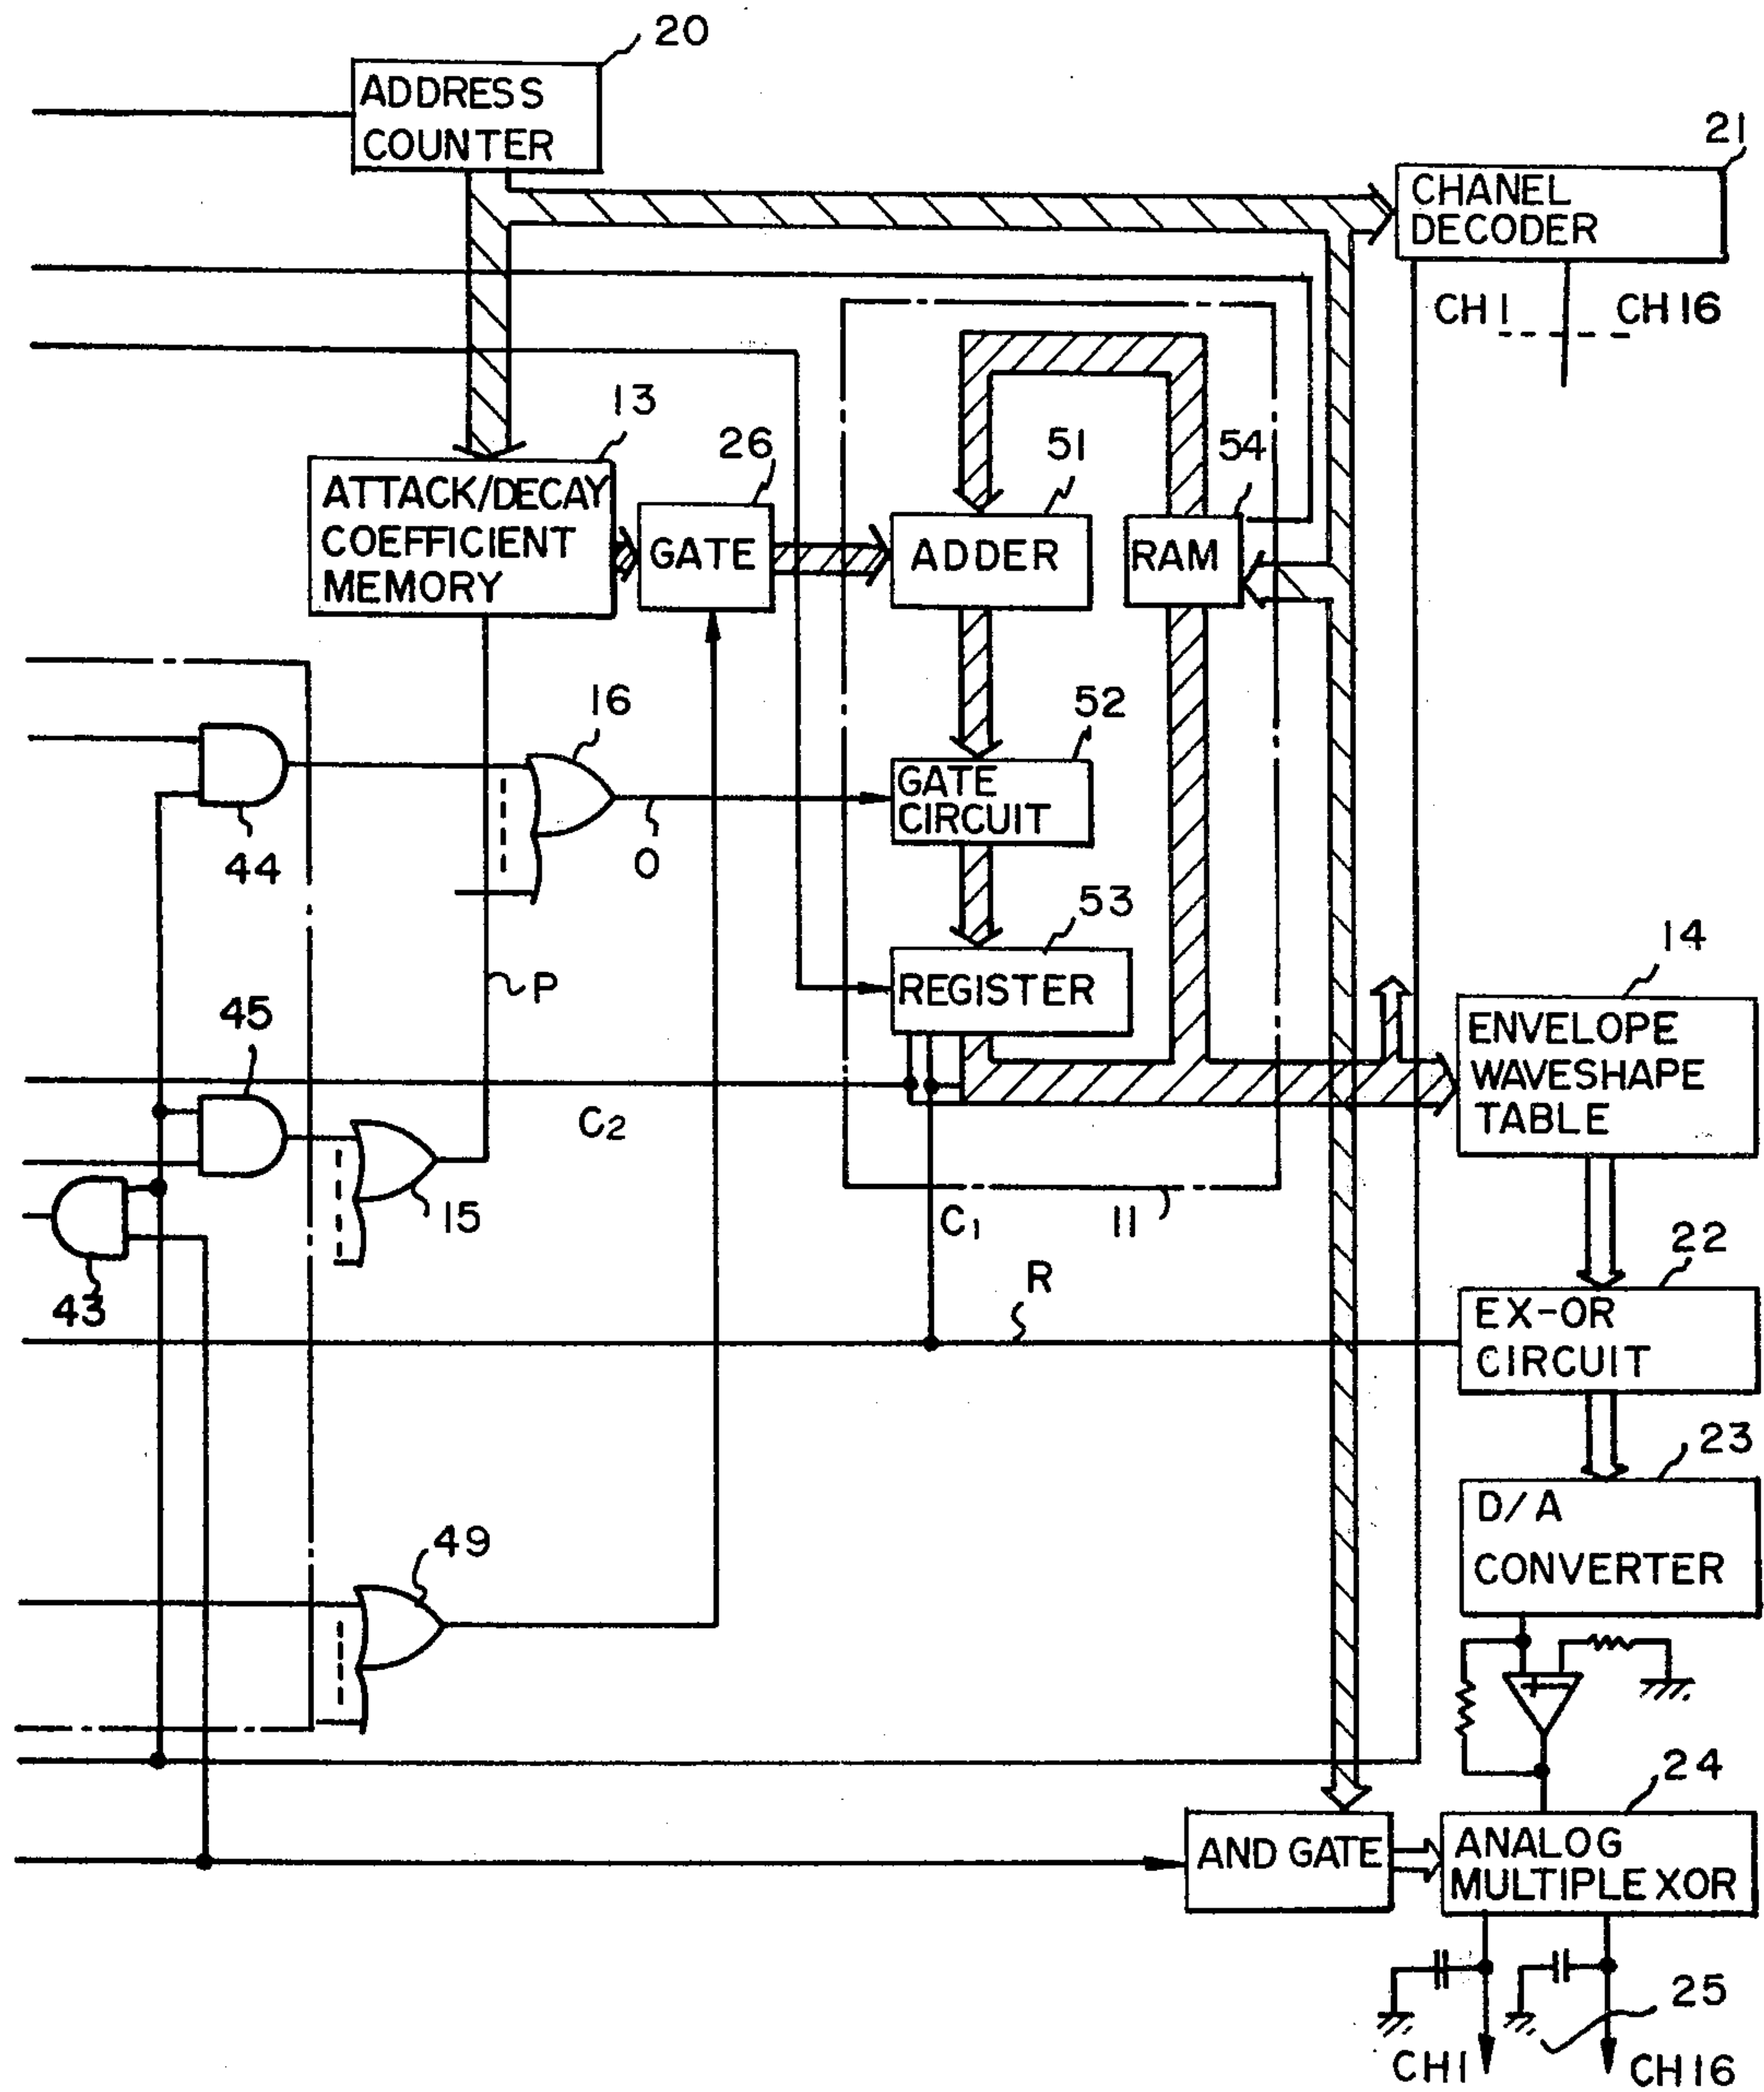 20
ADDRESS
COUNTER
21
CHANEL
DECODER
CH1
CH16
13
26
51
54
ATTACK/DECAY
COEFFICIENT
MEMORY
GATE
ADDER
RAM
16
52
44
O
GATE
CIRCUIT
53
14
P
REGISTER
45
ENVELOPE
WAVESHAPE
TABLE
C2
15
C1
11
22
43
R
EX-OR
CIRCUIT
23
D/A
CONVERTER
49
24
AND GATE
ANALOG
MULTIPLEXOR
25
CH1
CH16